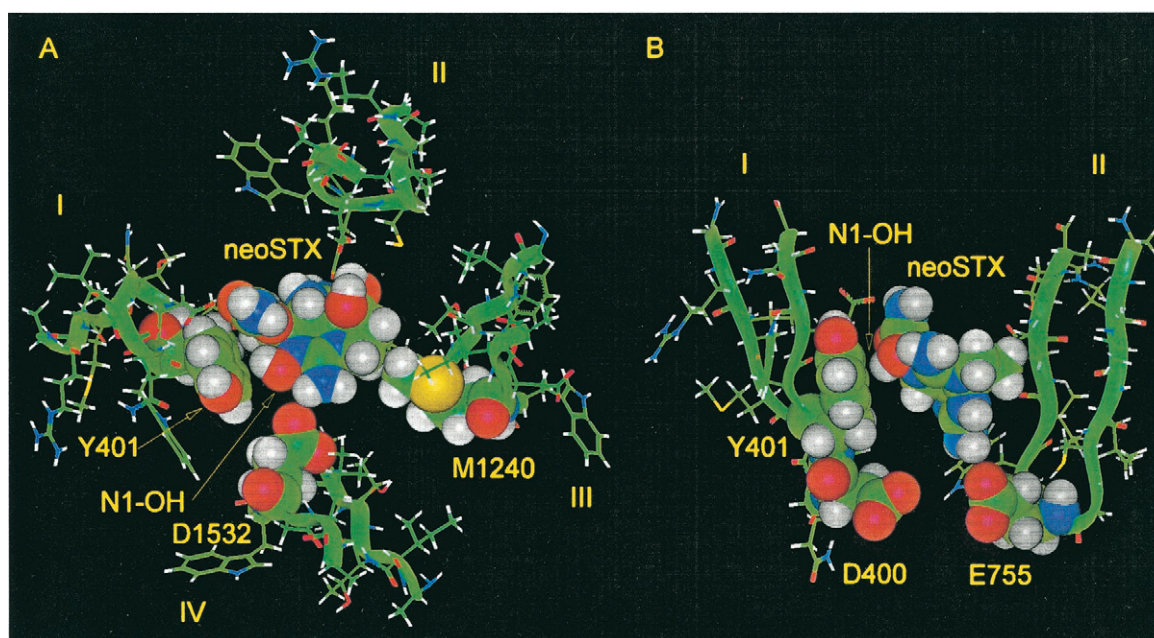 A
II
I
neoSTX
Y401
N1-OH
D1532
M1240
III
IV
B
I
II
N1-OH
neoSTX
Y401
D400
E755